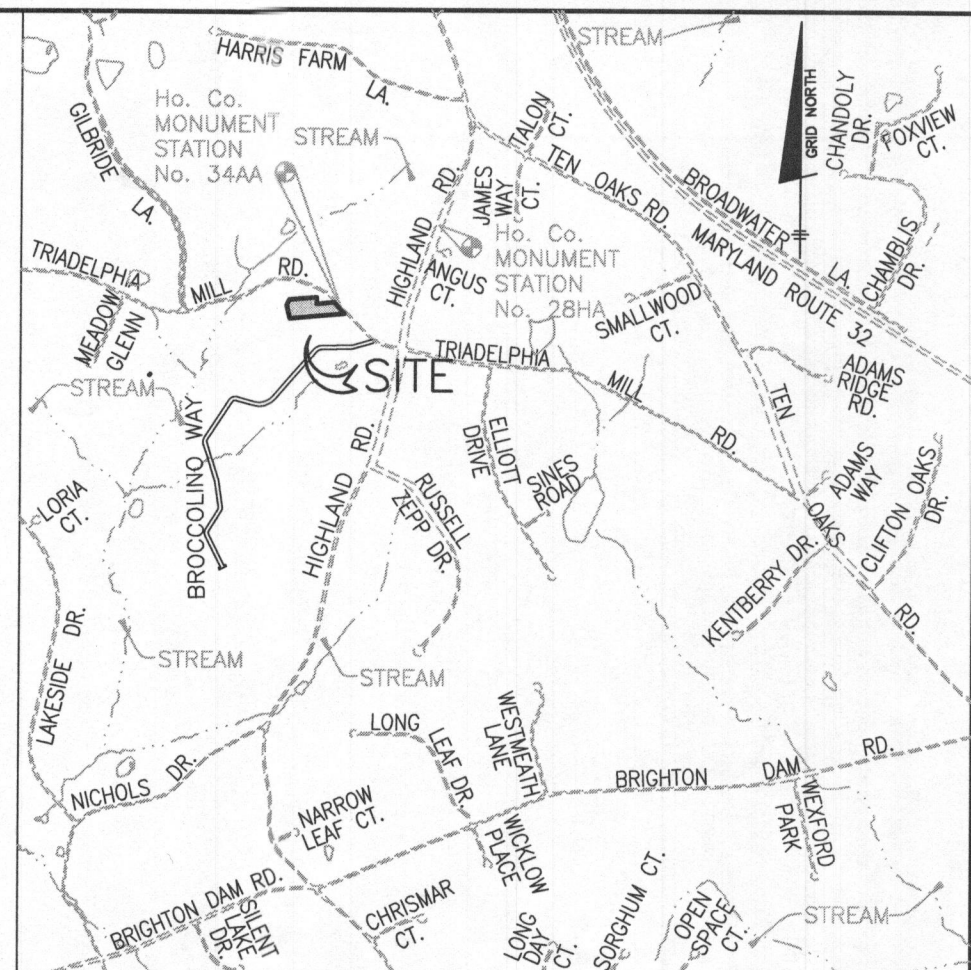 STREAM
HARRIS FARM
LA.
GRID NORTH
CHANDOLY
DR.
FOXVIEW
CT.
GILBRIDE
LA.
Ho. Co.
MONUMENT
STATION
No. 34AA
STREAM
TALON
CT.
TEN OAKS RD.
JAMES
WAY
CT.
BROADWATER
LA.
MARYLAND ROUTE 32
CHAMBLIS
DR.
HIGHLAND RD.
ANGUS
CT.
Ho. Co.
MONUMENT
STATION
No. 28HA
TRIADELPHIA
MILL RD.
MEADOW
GLENN
SMALLWOOD
CT.
SITE
TRIADELPHIA
MILL
RD.
ADAMS
RIDGE
RD.
STREAM
BROCCOLINO WAY
HIGHLAND RD.
ELLIOTT
DRIVE
SINES
ROAD
RUSSELL
ZEPP DR.
TEN
OAKS
RD.
ADAMS
WAY
CLIFTON OAKS
DR.
LORIA
CT.
KENTBERRY DR.
LAKESIDE DR.
STREAM
STREAM
NICHOLS DR.
LONG
LEAF DR.
WESTMEATH
LANE
BRIGHTON DAM RD.
NARROW
LEAF CT.
WICKLOW
PLACE
WEXFORD
PARK
BRIGHTON DAM RD.
SILENT
LAKE
DR.
CHRISMAR
CT.
LONG
DAY
CT.
SORGHUM CT.
OPEN
SPACE
CT.
STREAM